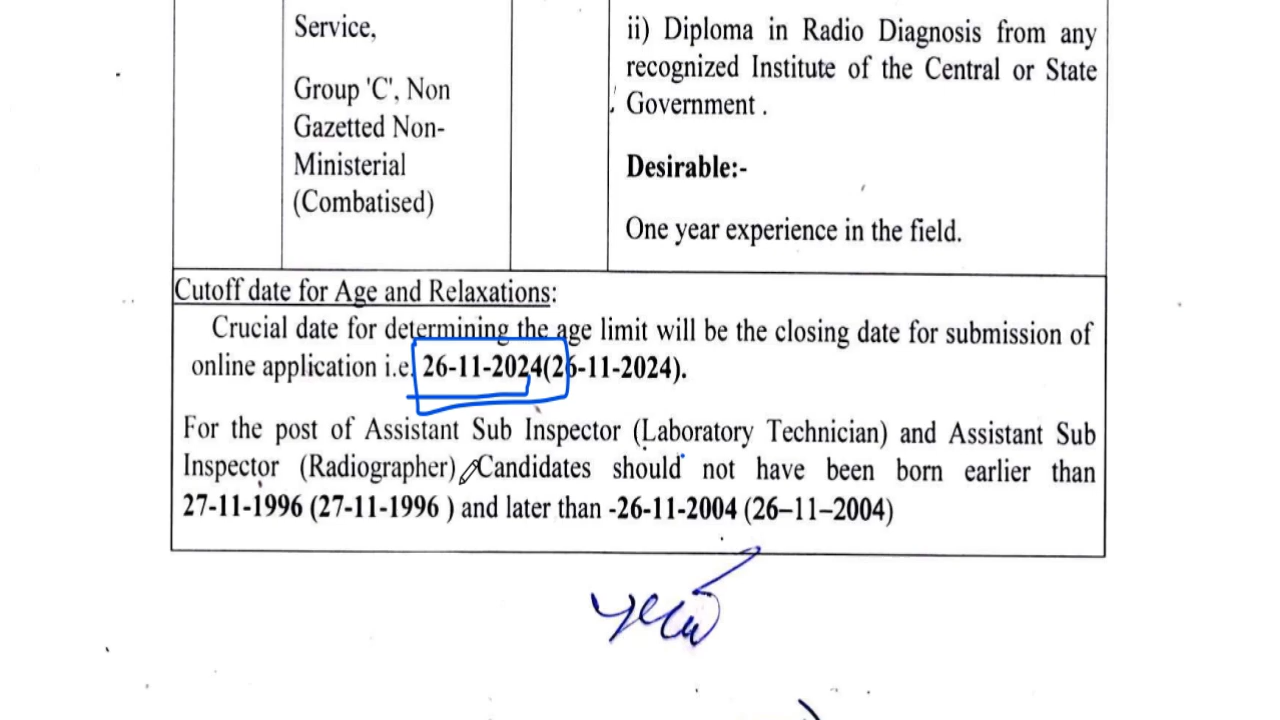 Service,
Group 'C', Non
Gazetted Non-
Ministerial
(Combatised)
ii) Diploma in Radio Diagnosis from any
recognized Institute of the Central or State
Government .
Desirable:-
One year experience in the field.
Cutoff date for Age and Relaxations:
Crucial date for determining the age limit will be the closing date for submission of
online application i.e. 26-11-2024(26-11-2024).
For the post of Assistant Sub Inspector (Laboratory Technician) and Assistant Sub
Inspector (Radiographer) Candidates should not have been born earlier than
27-11-1996 (27-11-1996 ) and later than -26-11-2004 (26–11–2004)